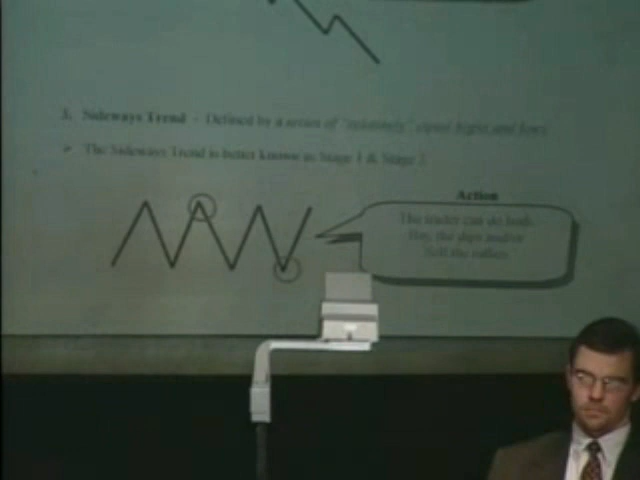 3. Sideways Trend - Defined by a series of "relatively" equal highs and lows
The Sideways Trend is better known as Stage 1 & Stage 3
Action
The trader can do both.
Buy the dips and/or
Sell the rallies